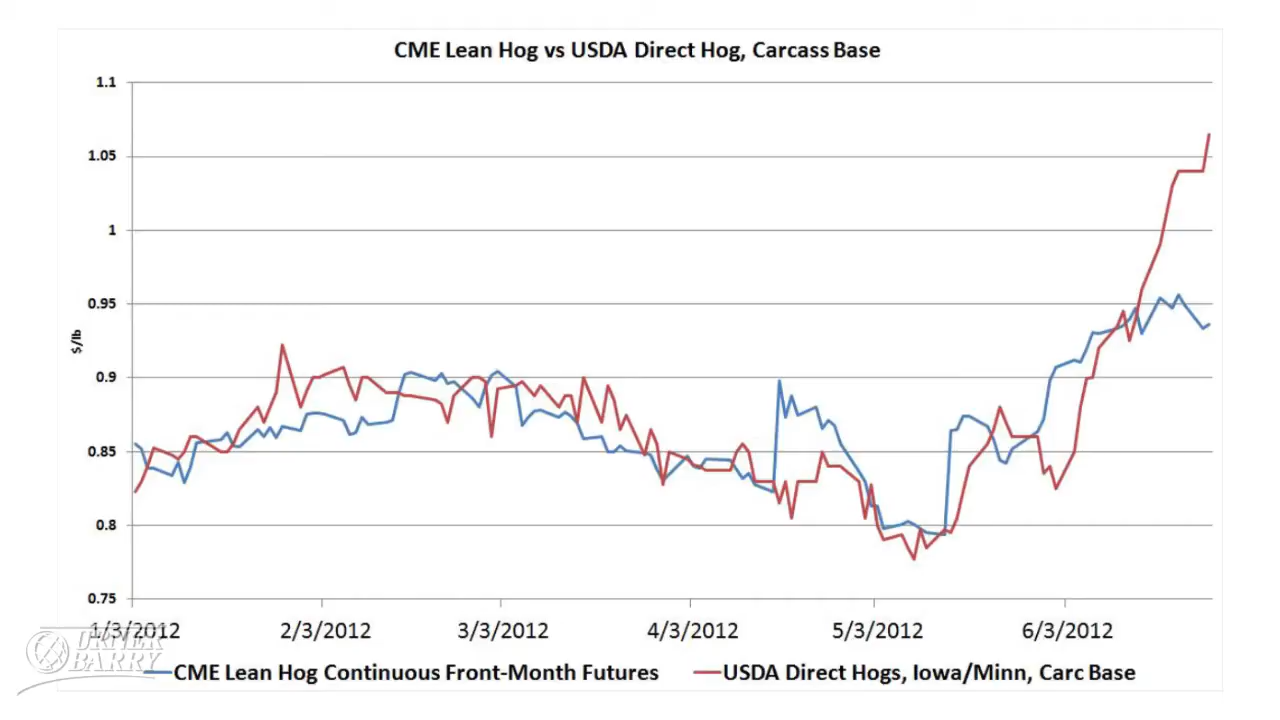 CME Lean Hog vs USDA Direct Hog, Carcass Base
1.1
1.05
1
0.95
0.9
0.85
0.8
0.75
$/lb
1/3/2012 2/3/2012 3/3/2012 4/3/2012 5/3/2012 6/3/2012
URNER
BARRY
CME Lean Hog Continuous Front-Month Futures USDA Direct Hogs, Iowa/Minn, Carc Base